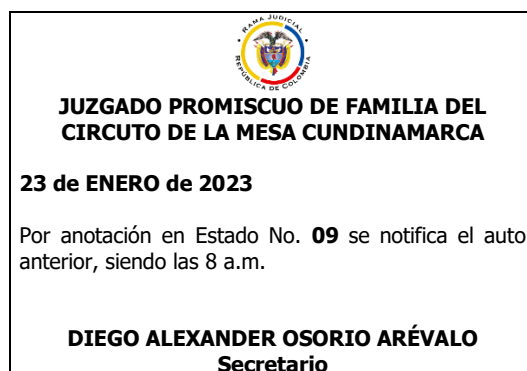 RAMA JUDICIAL
REPÚBLICA DE COLOMBIA
JUZGADO PROMISCUO DE FAMILIA DEL
CIRCUTO DE LA MESA CUNDINAMARCA
23 de ENERO de 2023
Por anotación en Estado No. 09 se notifica el auto
anterior, siendo las 8 a.m.
DIEGO ALEXANDER OSORIO ARÉVALO
Secretario